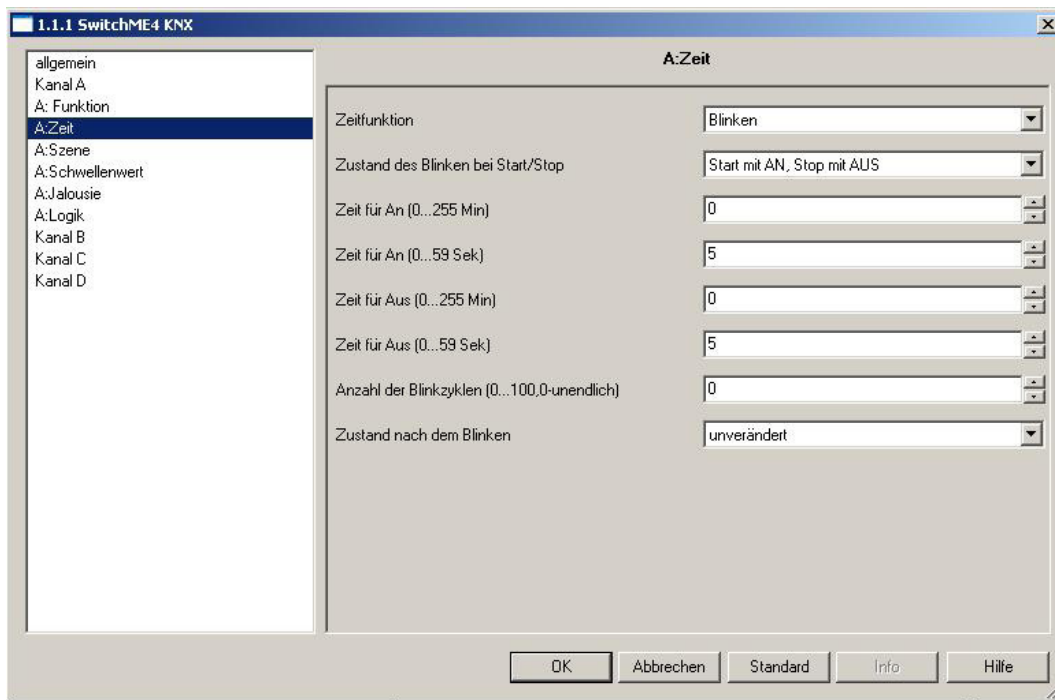 1.1.1 SwitchME4 KNX
allgemein
Kanal A
A: Funktion
A:Zeit
A:Szene
A:Schwellenwert
A:Jalousie
A:Logik
Kanal B
Kanal C
Kanal D
A:Zeit
Zeitfunktion Blinken
Zustand des Blinken bei Start/Stop Start mit AN, Stop mit AUS
Zeit für An (0...255 Min) 0
Zeit für An (0...59 Sek) 5
Zeit für Aus (0...255 Min) 0
Zeit für Aus (0...59 Sek) 5
Anzahl der Blinkzyklen (0...100,0-unendlich) 0
Zustand nach dem Blinken unverändert
OK Abbrechen Standard Info Hilfe